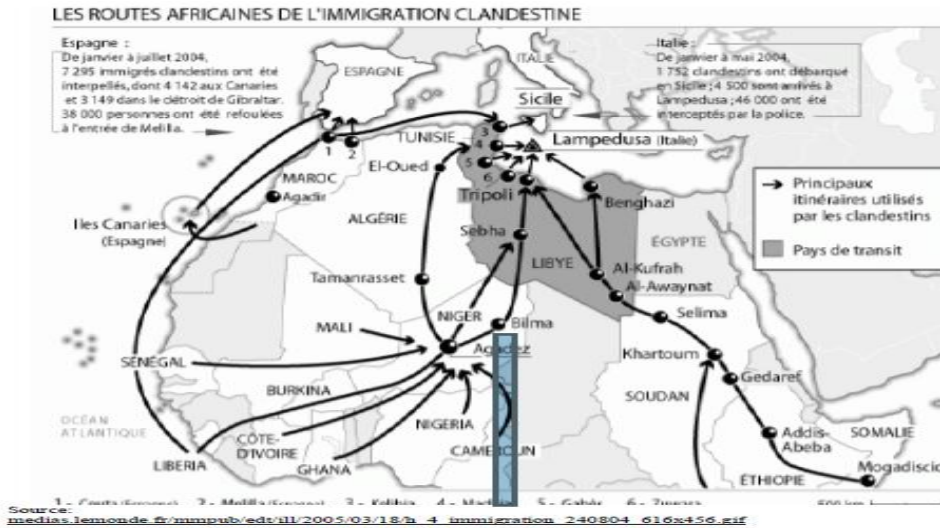 LES ROUTES AFRICAINES DE L'IMMIGRATION CLANDESTINE
Espagne :
De janvier à juillet 2004,
7 295 immigrés clandestins ont été
interpellés, dont 4 142 aux Canaries
et 3 149 dans le détroit de Gibraltar.
38 000 personnes ont été refoulées
à l'entrée de Melilla.
Italie :
De janvier à mai 2004,
1 752 clandestins ont débarqué
en Sicile ; 4 500 sont arrivés à
Lampedusa ; 46 000 ont été
interceptés par la police.
ESPAGNE
ITALIE
Sicile
Lampedusa (Italie)
TUNISIE
1
2
3
4
5
6
El-Oued
MAROC
Agadir
Tripoli
Benghazi
Iles Canaries
(Espagne)
ALGÉRIE
Sebha
LIBYE
ÉGYPTE
Principaux
itinéraires utilisés
par les clandestins
Pays de transit
Tamanrasset
Al-Kufrah
Al-Awaynat
Selima
MALI
NIGER
Bilma
Agadez
SÉNÉGAL
Khartoum
Gedaref
BURKINA
SOUDAN
OCÉAN
ATLANTIQUE
NIGERIA
CÔTE-
D'IVOIRE
CAMEROUN
LIBERIA
GHANA
Addis-
Abeba
SOMALIE
Mogadiscio
ÉTHIOPIE
Source:
medias.lemonde.fr/mmpub/edt/ill/2005/03/18/h_4_immigration_240804_616x456.gif